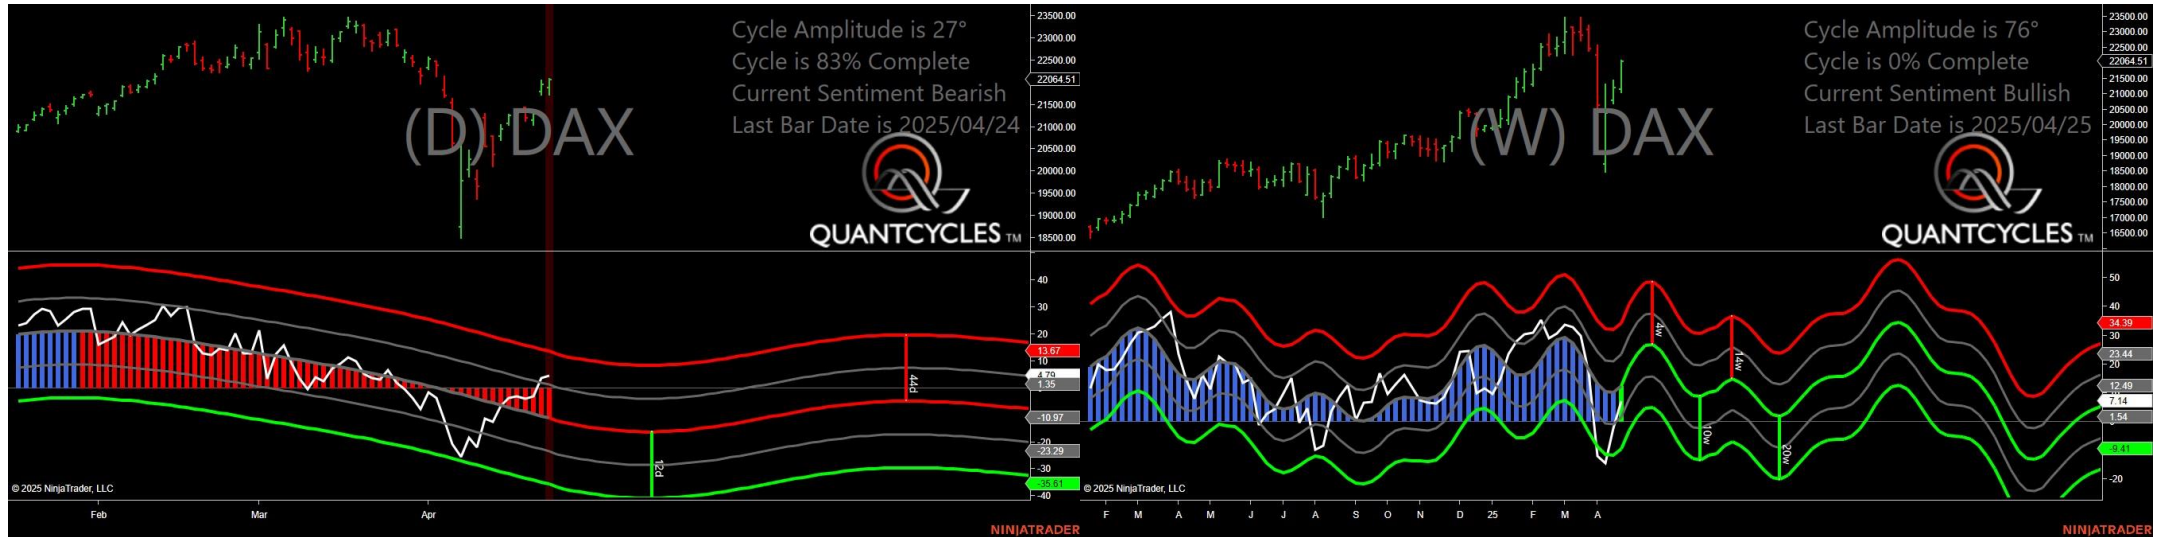 Cycle Amplitude is 27°
Cycle is 83% Complete
Current Sentiment Bearish
Last Bar Date is 2025/04/24
(D) DAX
QUANTCYCLES TM
23500.00
23000.00
22500.00
22064.51
21500.00
21000.00
20500.00
20000.00
19500.00
19000.00
18500.00
40
30
20
13.67
10
4.79
1.35
-10.97
-20
-23.29
-30
-35.61
-40
44d
12d
© 2025 NinjaTrader, LLC
Feb Mar Apr
NINJATRADER
Cycle Amplitude is 76°
Cycle is 0% Complete
Current Sentiment Bullish
Last Bar Date is 2025/04/25
(W) DAX
QUANTCYCLES TM
23500.00
23000.00
22500.00
22064.51
21500.00
21000.00
20500.00
20000.00
19500.00
19000.00
18500.00
18000.00
17500.00
17000.00
16500.00
50
40
34.39
30
23.44
20
12.49
7.14
1.54
-9.41
-20
4w
14w
10w
20w
© 2025 NinjaTrader, LLC
F M A M J J A S O N D 25 F M A
NINJATRADER